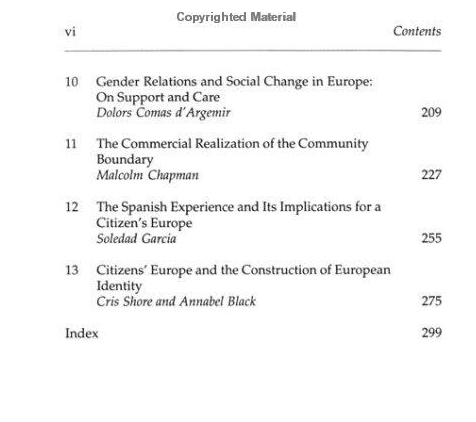 Copyrighted Material
vi Contents
10 Gender Relations and Social Change in Europe:
On Support and Care
Dolors Comas d'Argemir 209
11 The Commercial Realization of the Community
Boundary
Malcolm Chapman 227
12 The Spanish Experience and Its Implications for a
Citizen's Europe
Soledad Garcia 255
13 Citizens' Europe and the Construction of European
Identity
Cris Shore and Annabel Black 275
Index 299